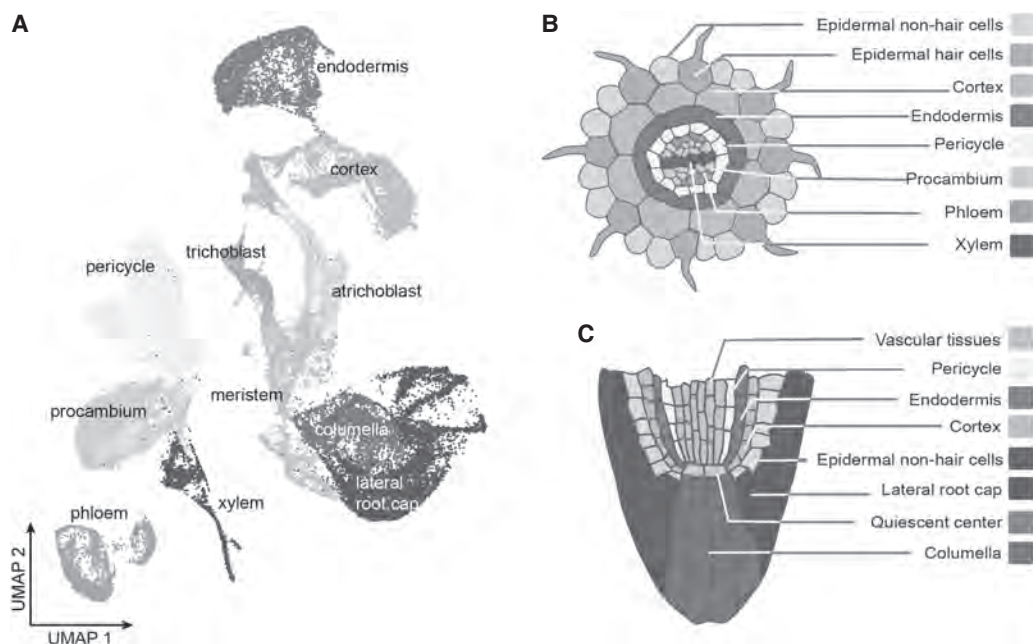 A
endodermis
cortex
trichoblast
pericycle
atrichoblast
meristem
procambium
columella
lateral
root cap
xylem
phloem
UMAP 2
UMAP 1
B
Epidermal non-hair cells
Epidermal hair cells
Cortex
Endodermis
Pericycle
Procambium
Phloem
Xylem
C
Vascular tissues
Pericycle
Endodermis
Cortex
Epidermal non-hair cells
Lateral root cap
Quiescent center
Columella